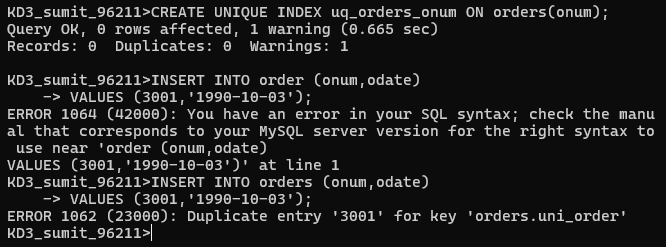 KD3_sumit_96211>CREATE UNIQUE INDEX uq_orders_onum ON orders(onum);
Query OK, 0 rows affected, 1 warning (0.665 sec)
Records: 0  Duplicates: 0  Warnings: 1

KD3_sumit_96211>INSERT INTO order (onum,odate)
    -> VALUES (3001,'1990-10-03');
ERROR 1064 (42000): You have an error in your SQL syntax; check the manu
al that corresponds to your MySQL server version for the right syntax to
 use near 'order (onum,odate)
VALUES (3001,'1990-10-03')' at line 1
KD3_sumit_96211>INSERT INTO orders (onum,odate)
    -> VALUES (3001,'1990-10-03');
ERROR 1062 (23000): Duplicate entry '3001' for key 'orders.uni_order'
KD3_sumit_96211>